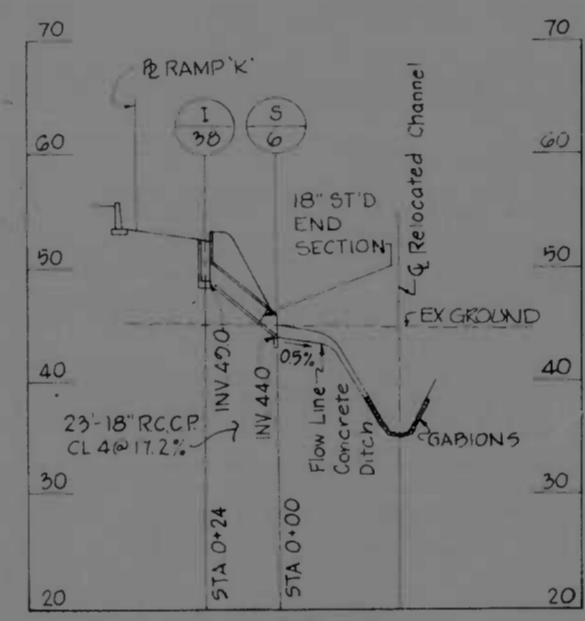 70
70
PL RAMP 'K'
I
38
S
6
60
60
℄ Relocated Channel
18" ST'D
END
SECTION
50
50
EX GROUND
INV 49.0
INV 44.0
0.5%
40
40
23'-18" R.C.C.P.
CL 4 @ 17.2%
Flow Line
Concrete
Ditch
GABIONS
30
30
STA 0+24
STA 0+00
20
20